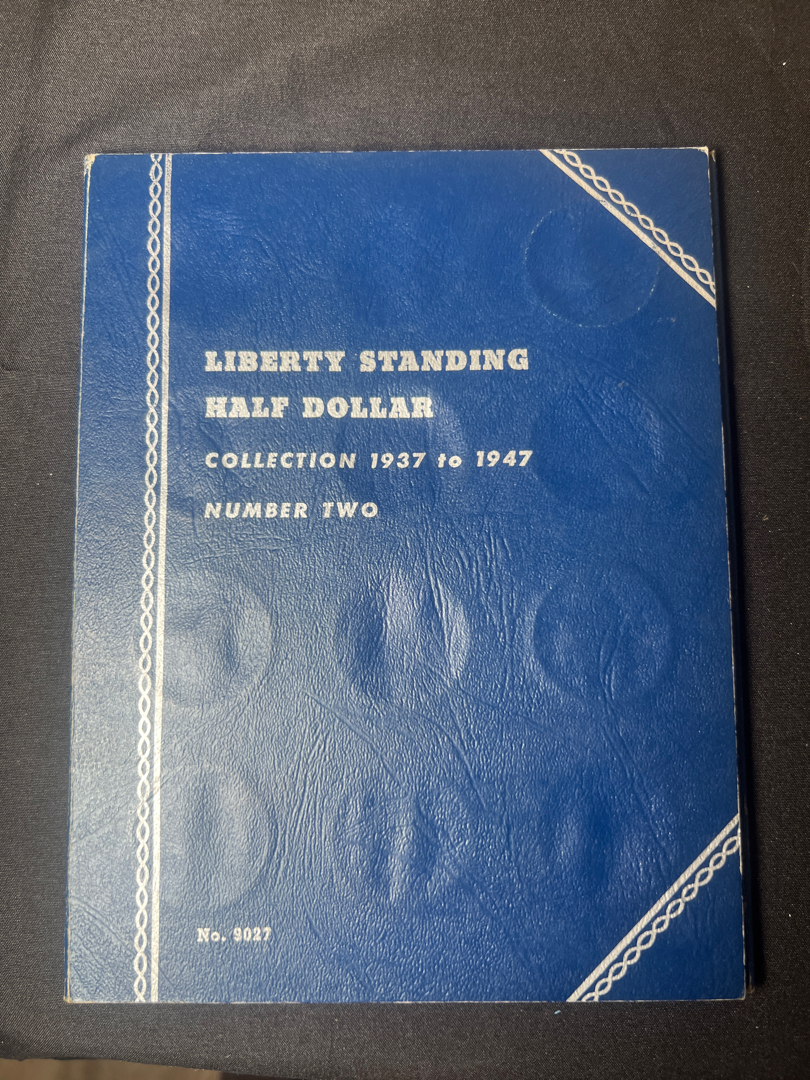 LIBERTY STANDING
HALF DOLLAR
COLLECTION 1937 to 1947
NUMBER TWO
No. 9027